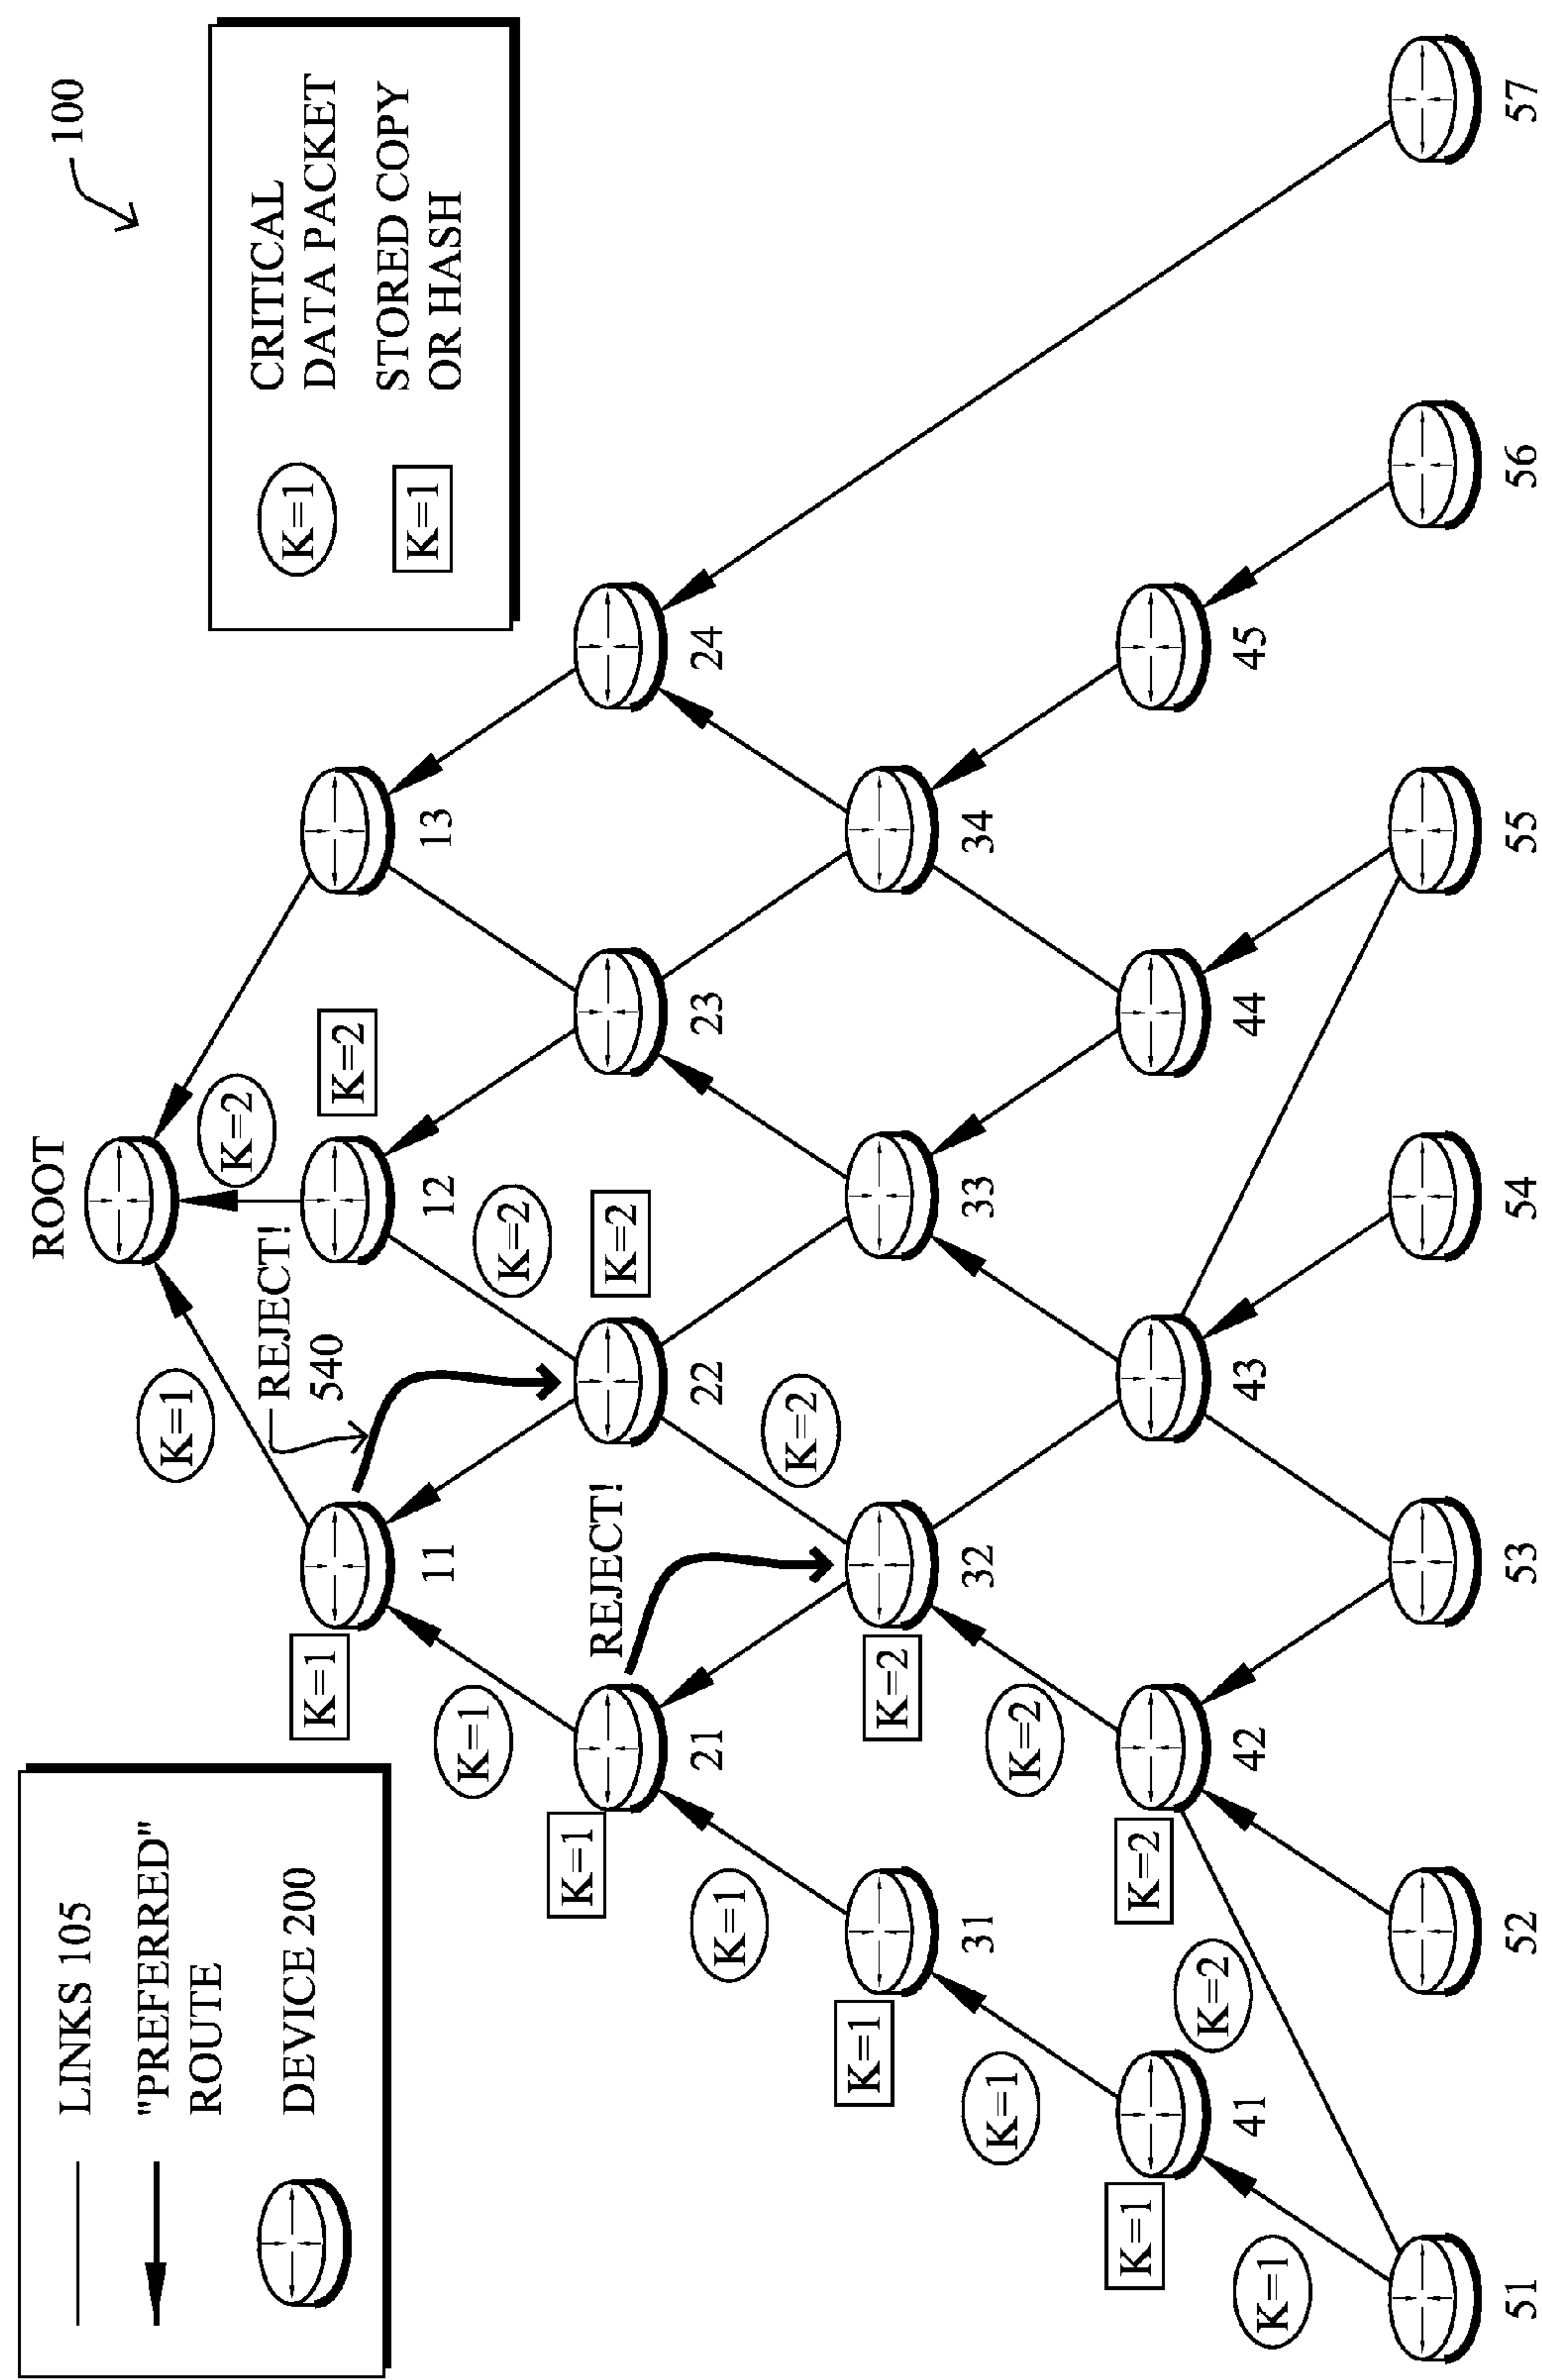 100
LINKS 105
"PREFERRED"
ROUTE
DEVICE 200
K=1
CRITICAL
DATA PACKET
K=1
STORED COPY
OR HASH
ROOT
K=1
K=2
REJECT!
540
K=1
11
12
K=2
13
K=1
K=2
K=1
21
REJECT!
22
K=2
23
24
K=1
K=2
K=1
31
K=2
32
33
34
K=1
K=2
K=1
41
K=2
42
43
44
45
K=1
K=2
51
52
53
54
55
56
57